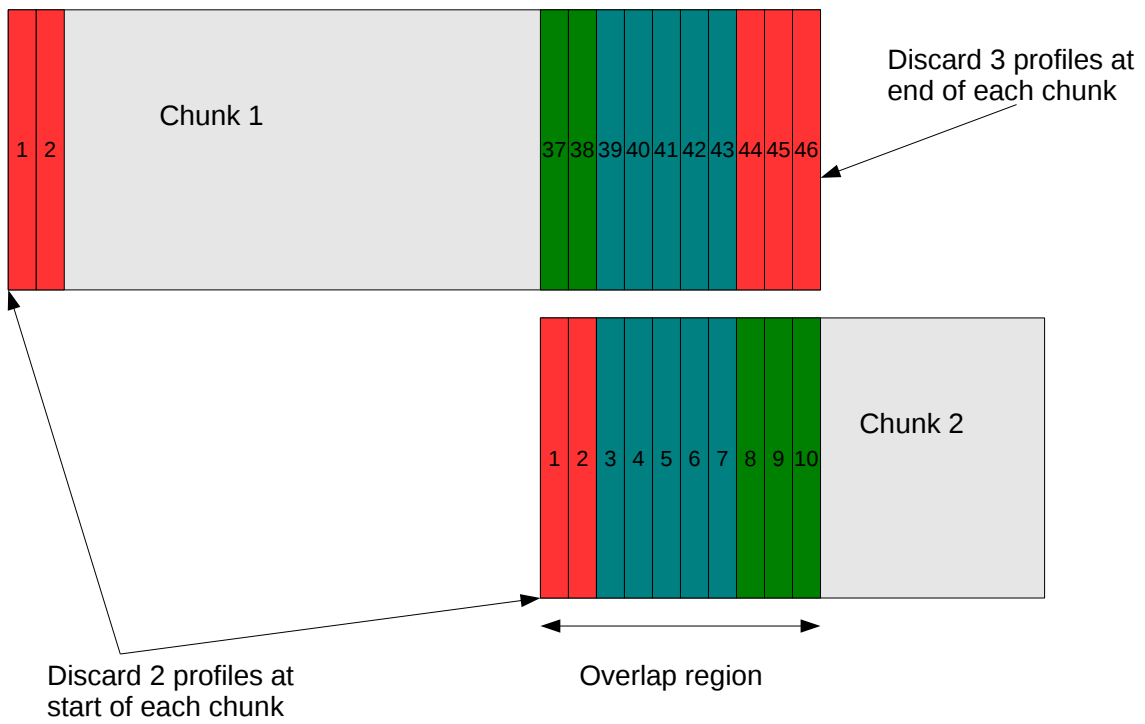 Discard 3 profiles at
end of each chunk
Chunk 1
1 2 37 38 39 40 41 42 43 44 45 46
Chunk 2
1 2 3 4 5 6 7 8 9 10
Discard 2 profiles at
start of each chunk
Overlap region